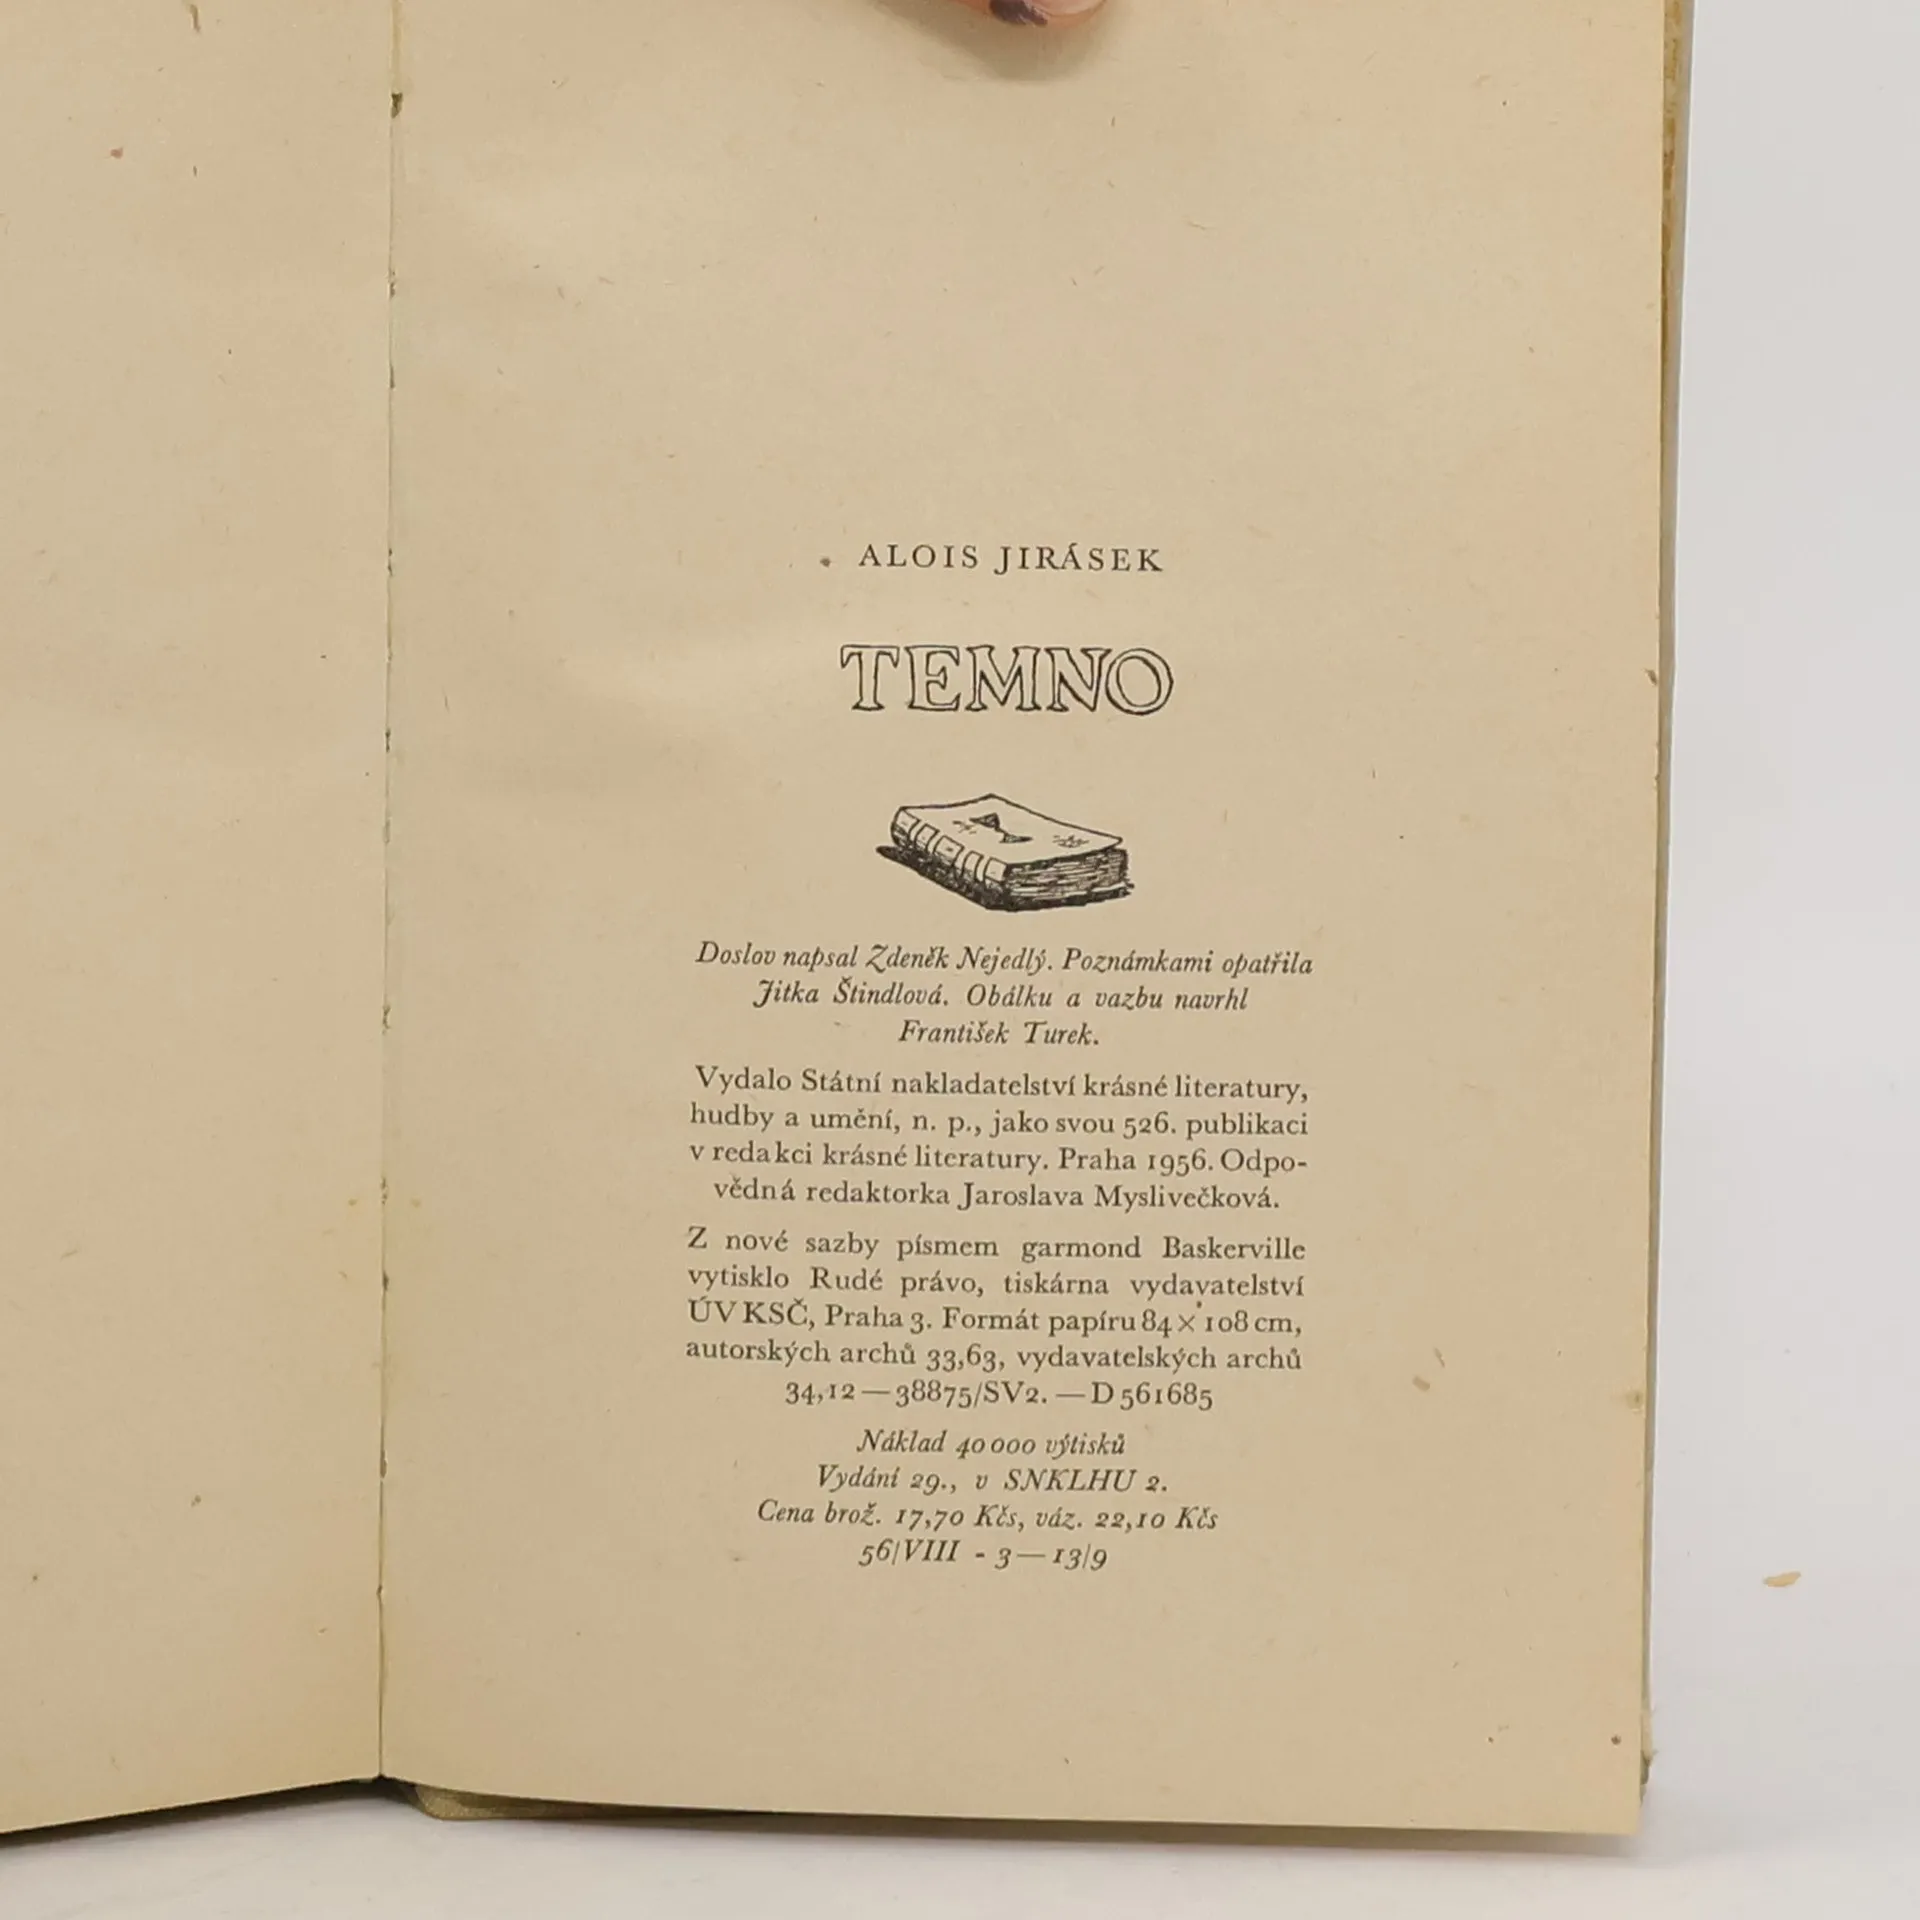 ALOIS JIRÁSEK
TEMNO
Doslov napsal Zdeněk Nejedlý. Poznámkami opatřila
Jitka Štindlová. Obálku a vazbu navrhl
František Turek.
Vydalo Státní nakladatelství krásné literatury,
hudby a umění, n. p., jako svou 526. publikaci
v redakci krásné literatury. Praha 1956. Odpo-
vědná redaktorka Jaroslava Myslivečková.
Z nové sazby písmem garmond Baskerville
vytisklo Rudé právo, tiskárna vydavatelství
ÚV KSČ, Praha 3. Formát papíru 84 × 108 cm,
autorských archů 33,63, vydavatelských archů
34,12 — 38875/SV2. — D 561685
Náklad 40 000 výtisků
Vydání 29., v SNKLHU 2.
Cena brož. 17,70 Kčs, váz. 22,10 Kčs
56/VIII - 3 — 13/9